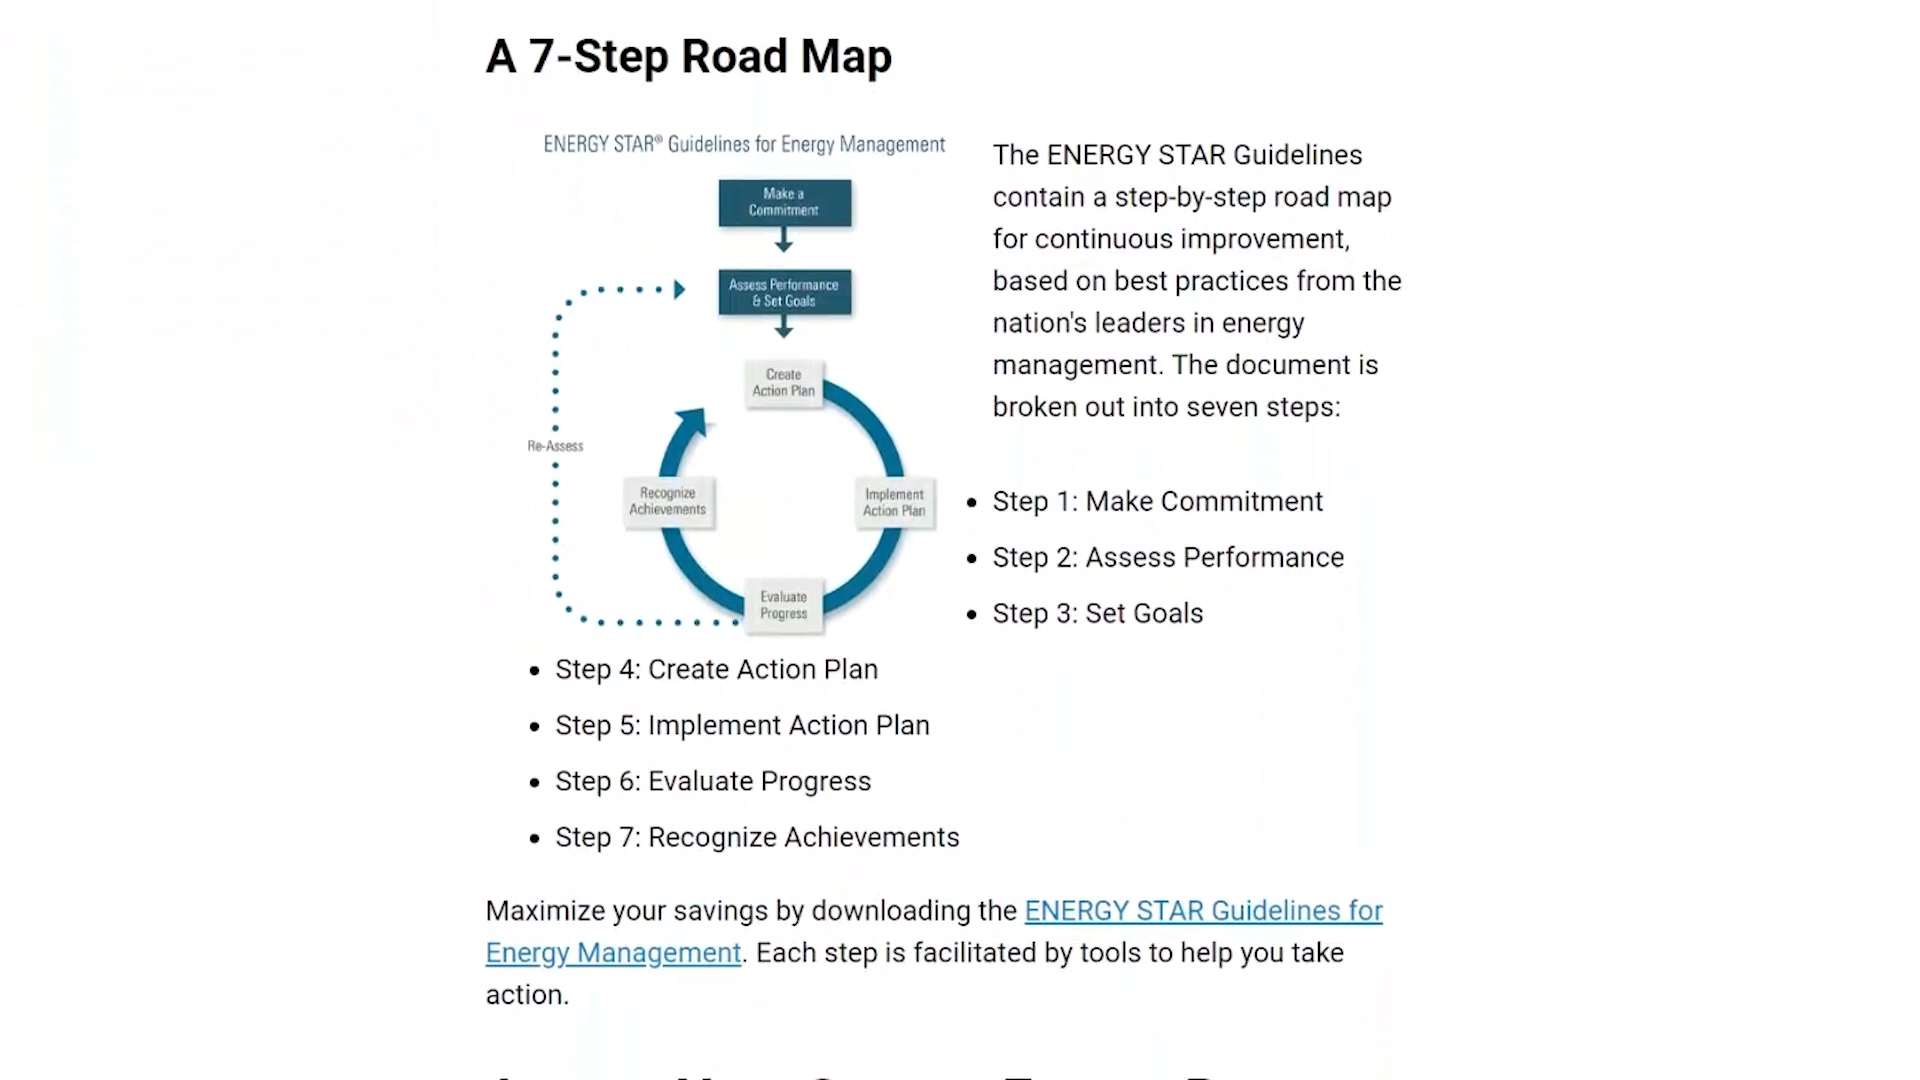 A 7-Step Road Map
ENERGY STAR® Guidelines for Energy Management
Make a
Commitment
Assess Performance
& Set Goals
Create
Action Plan
Re-Assess
Recognize
Achievements
Implement
Action Plan
Evaluate
Progress
The ENERGY STAR Guidelines
contain a step-by-step road map
for continuous improvement,
based on best practices from the
nation's leaders in energy
management. The document is
broken out into seven steps:
• Step 1: Make Commitment
• Step 2: Assess Performance
• Step 3: Set Goals
• Step 4: Create Action Plan
• Step 5: Implement Action Plan
• Step 6: Evaluate Progress
• Step 7: Recognize Achievements
Maximize your savings by downloading the ENERGY STAR Guidelines for
Energy Management. Each step is facilitated by tools to help you take
action.